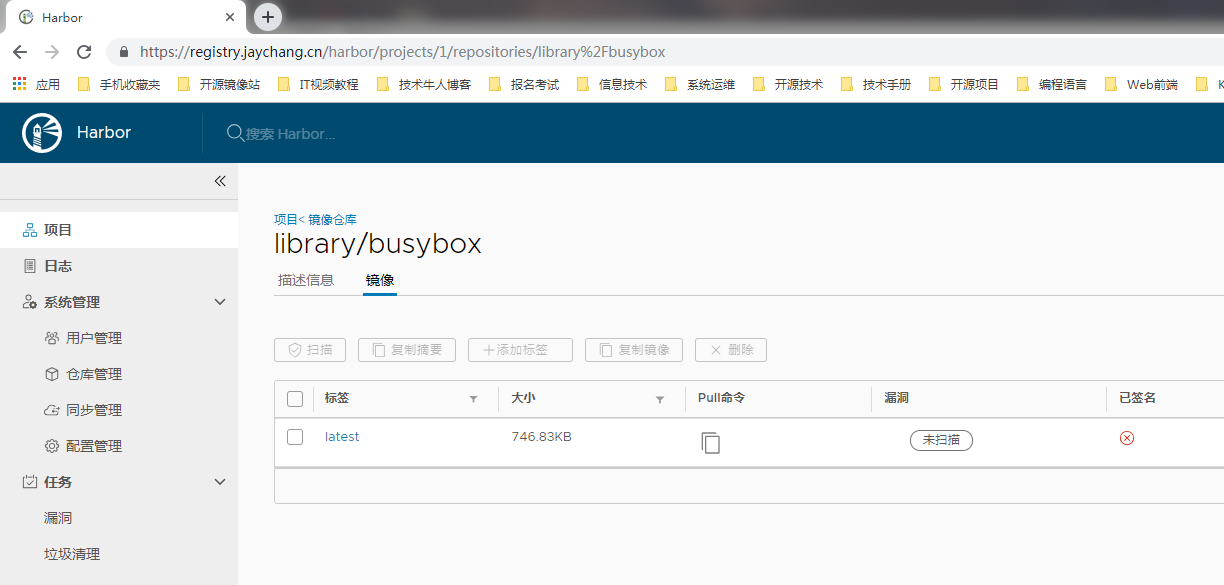 Harbor
https://registry.jaychang.cn/harbor/projects/1/repositories/library%2Fbusybox
应用 手机收藏夹 开源镜像站 IT视频教程 技术牛人博客 报名考试 信息技术 系统运维 开源技术 技术手册 开源项目 编程语言 Web前端
Harbor 搜索 Harbor...
项目
日志
系统管理
用户管理
仓库管理
同步管理
配置管理
任务
漏洞
垃圾清理
项目< 镜像仓库
library/busybox
描述信息 镜像
扫描 复制摘要 +添加标签 复制镜像 × 删除
标签 大小 Pull命令 漏洞 已签名
latest 746.83KB 未扫描